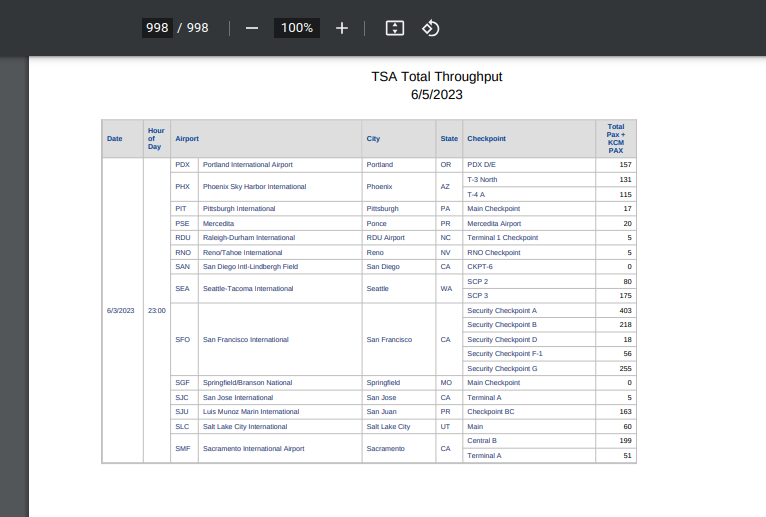 998 / 998 100%
TSA Total Throughput
6/5/2023
Date Hour of Day Airport City State Checkpoint Total Pax + KCM PAX
6/3/2023 23:00 PDX Portland International Airport Portland OR PDX D/E 157
PHX Phoenix Sky Harbor International Phoenix AZ T-3 North 131
T-4 A 115
PIT Pittsburgh International Pittsburgh PA Main Checkpoint 17
PSE Mercedita Ponce PR Mercedita Airport 20
RDU Raleigh-Durham International RDU Airport NC Terminal 1 Checkpoint 5
RNO Reno/Tahoe International Reno NV RNO Checkpoint 5
SAN San Diego Intl-Lindbergh Field San Diego CA CKPT-6 0
SEA Seattle-Tacoma International Seattle WA SCP 2 80
SCP 3 175
SFO San Francisco International San Francisco CA Security Checkpoint A 403
Security Checkpoint B 218
Security Checkpoint D 18
Security Checkpoint F-1 56
Security Checkpoint G 255
SGF Springfield/Branson National Springfield MO Main Checkpoint 0
SJC San Jose International San Jose CA Terminal A 5
SJU Luis Munoz Marin International San Juan PR Checkpoint BC 163
SLC Salt Lake City International Salt Lake City UT Main 60
SMF Sacramento International Airport Sacramento CA Central B 199
Terminal A 51